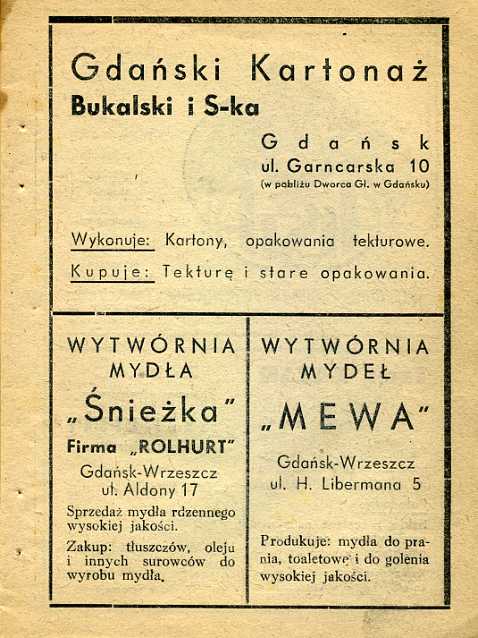 Gdański Kartonaż
Bukalski i S-ka
Gdańsk
ul. Garncarska 10
(w pobliżu Dworca Gł. w Gdańsku)
Wykonuje: Kartony, opakowania tekturowe.
Kupuje: Tekturę i stare opakowania.
WYTWÓRNIA
MYDŁA
„Śnieżka”
Firma „ROLHURT”
Gdańsk-Wrzeszcz
ul. Aldony 17
Sprzedaż mydła rdzennego
wysokiej jakości.
Zakup: tłuszczów, oleju
i innych surowców do
wyrobu mydła.
WYTWÓRNIA
MYDEŁ
„MEWA”
Gdańsk-Wrzeszcz
ul. H. Libermana 5
Produkuje: mydła do pra-
nia, toaletowe i do golenia
wysokiej jakości.